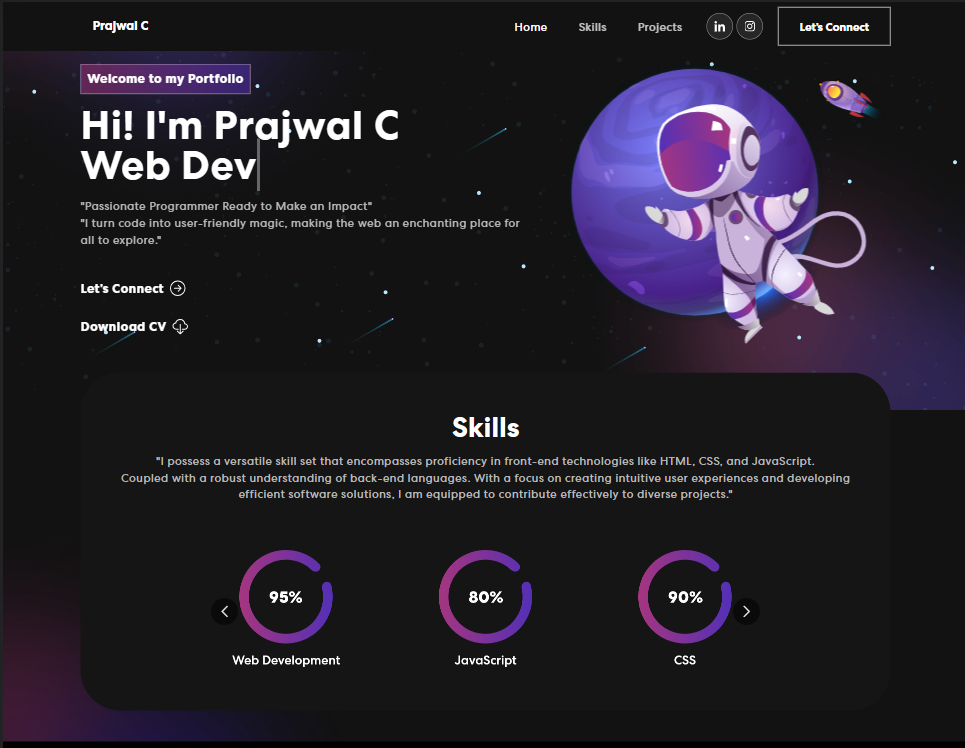 Prajwal C
Home
Skills
Projects
in
Let's Connect
Welcome to my Portfolio
Hi! I'm Prajwal C
Web Dev
"Passionate Programmer Ready to Make an Impact"
"I turn code into user-friendly magic, making the web an enchanting place for
all to explore."
Let's Connect
Download CV
Skills
"I possess a versatile skill set that encompasses proficiency in front-end technologies like HTML, CSS, and JavaScript.
Coupled with a robust understanding of back-end languages. With a focus on creating intuitive user experiences and developing
efficient software solutions, I am equipped to contribute effectively to diverse projects."
95%
80%
90%
Web Development
JavaScript
CSS